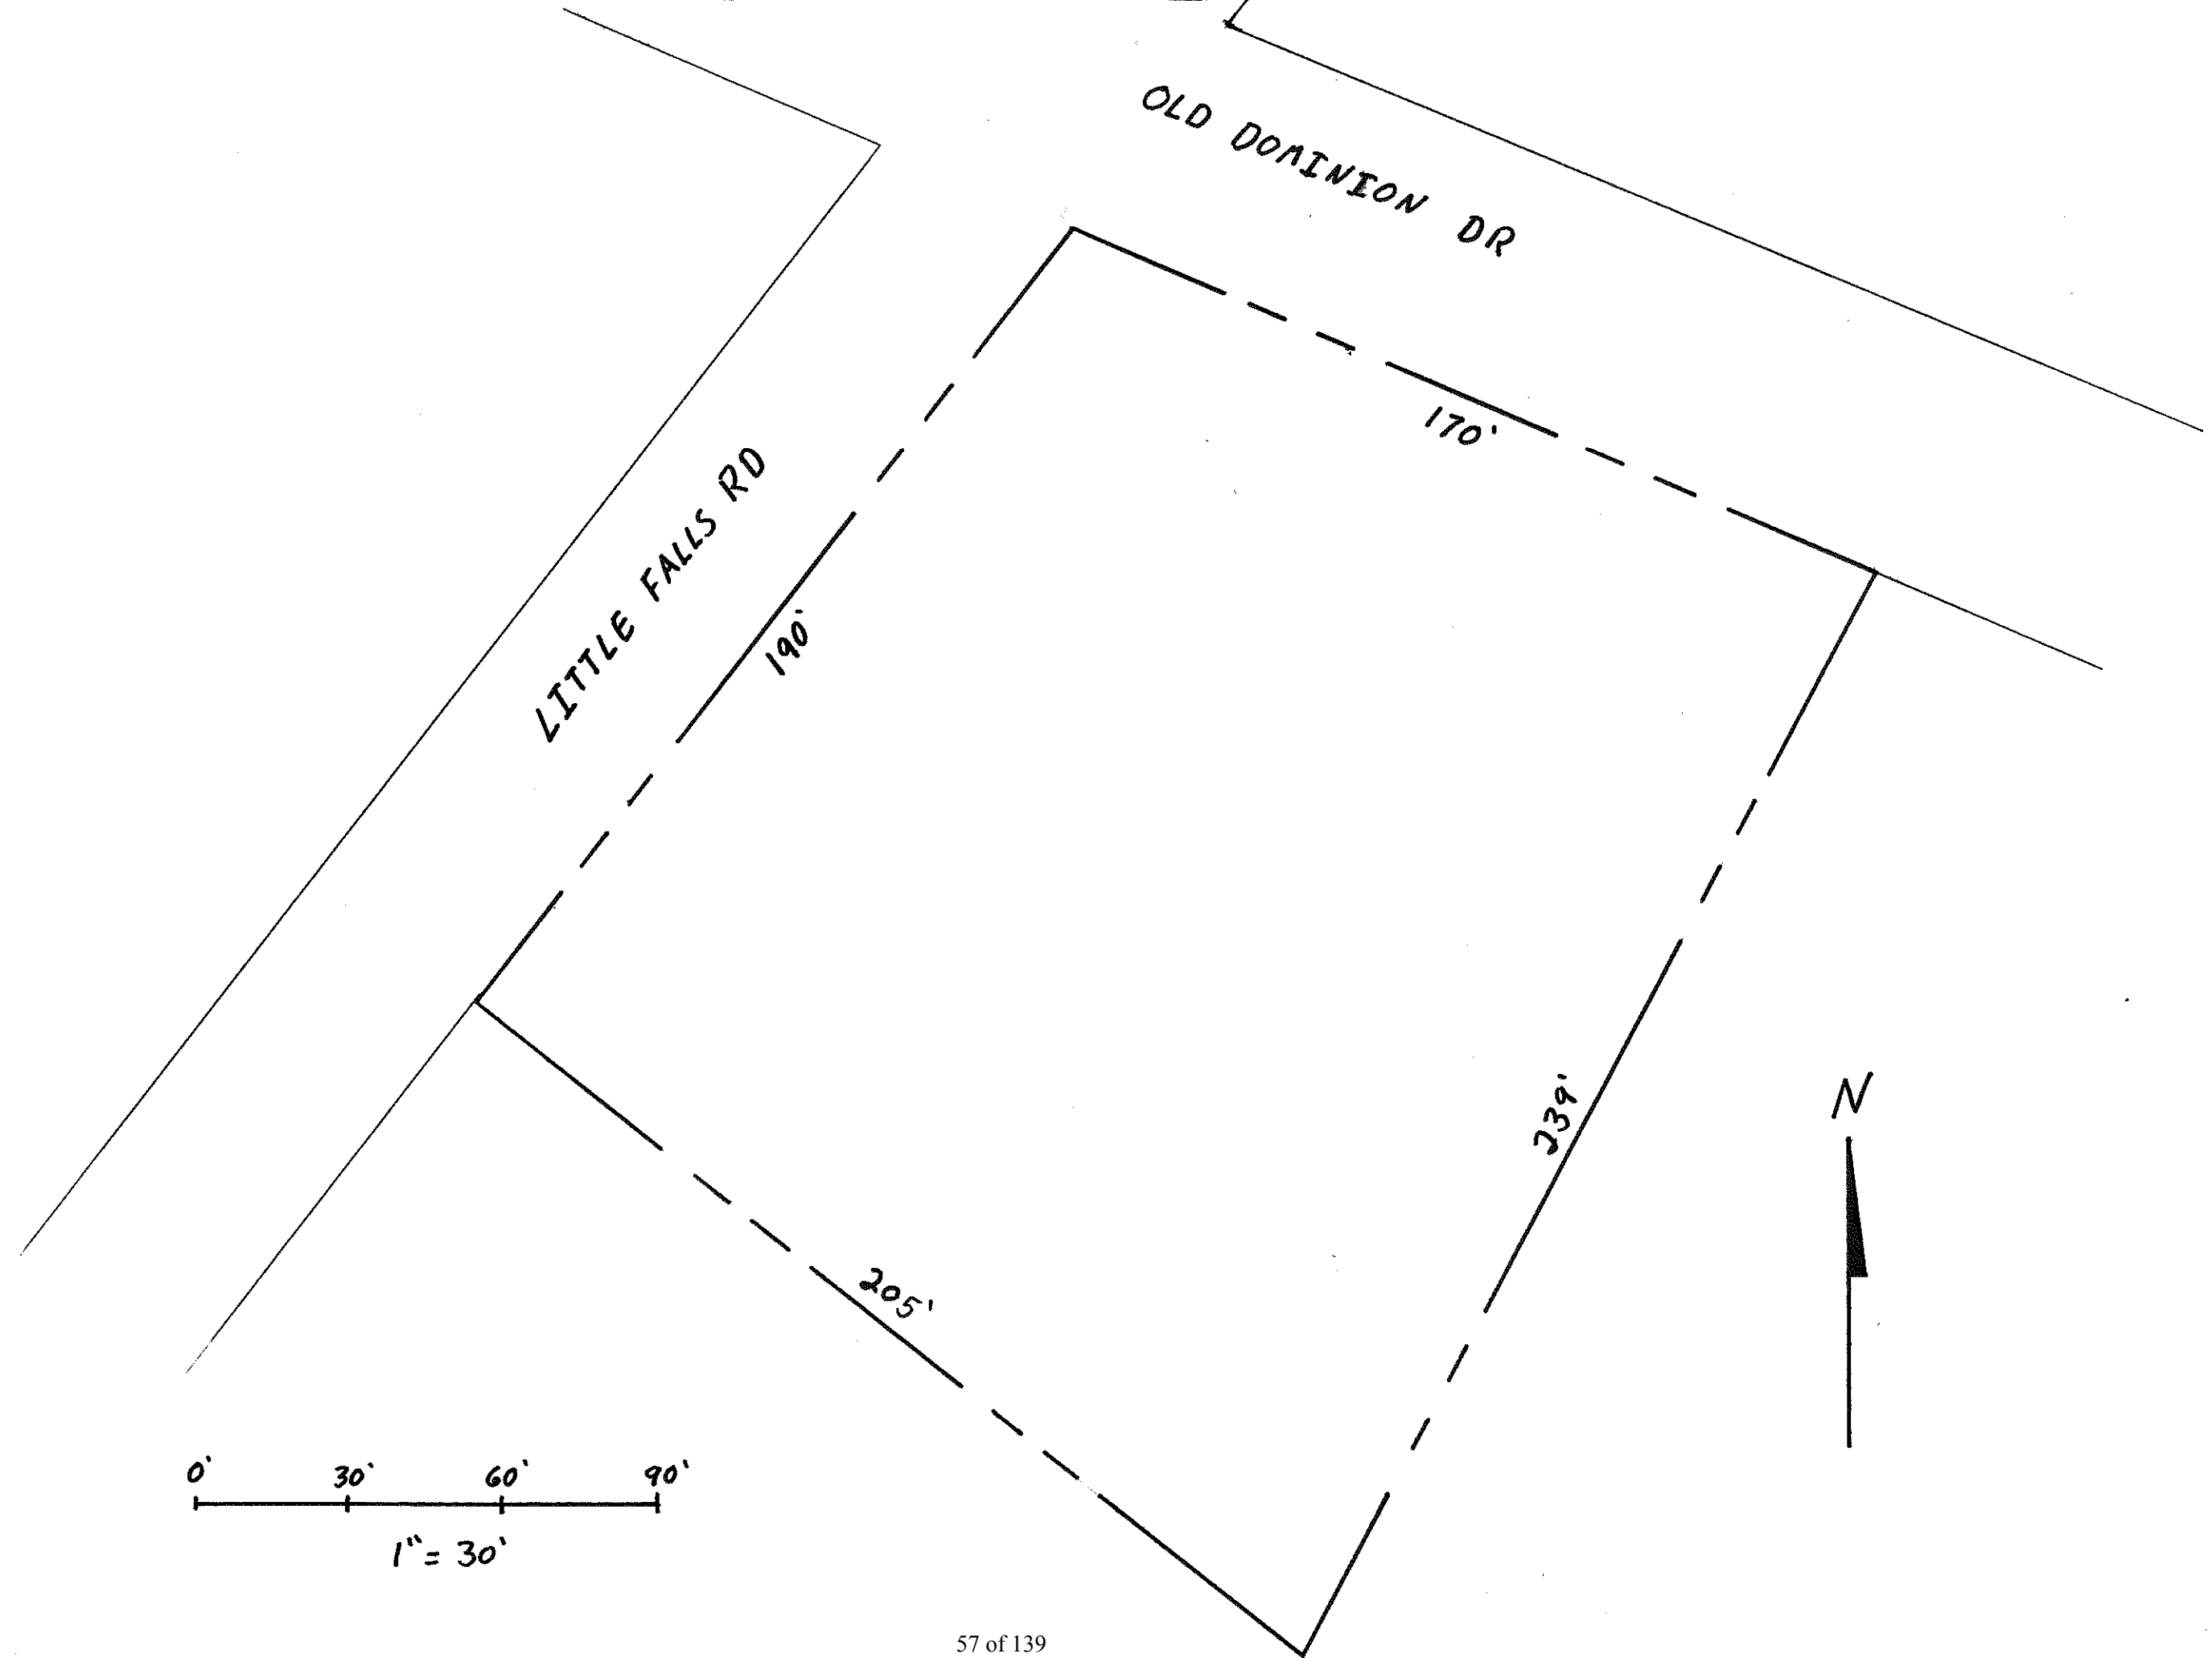 OLD DOMINION DR
170'
LITTLE FALLS RD
190'
239'
N
205'
0' 30' 60' 90'
1" = 30'
57 of 139